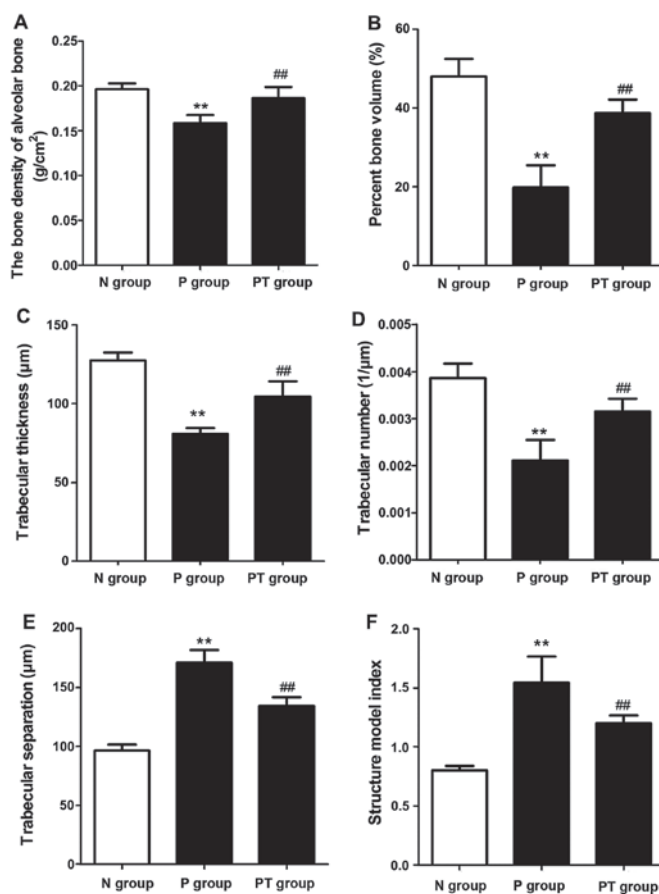 A
The bone density of alveolar bone
(g/cm²)
0.25
0.20
0.15
0.10
0.05
0.00
**
##
N group P group PT group
B
Percent bone volume (%)
60
40
20
0
**
##
N group P group PT group
C
Trabecular thickness (μm)
150
100
50
0
**
##
N group P group PT group
D
Trabecular number (1/μm)
0.005
0.004
0.003
0.002
0.001
0.000
**
##
N group P group PT group
E
Trabecular separation (μm)
200
150
100
50
0
**
##
N group P group PT group
F
Structure model index
2.0
1.5
1.0
0.5
0.0
**
##
N group P group PT group